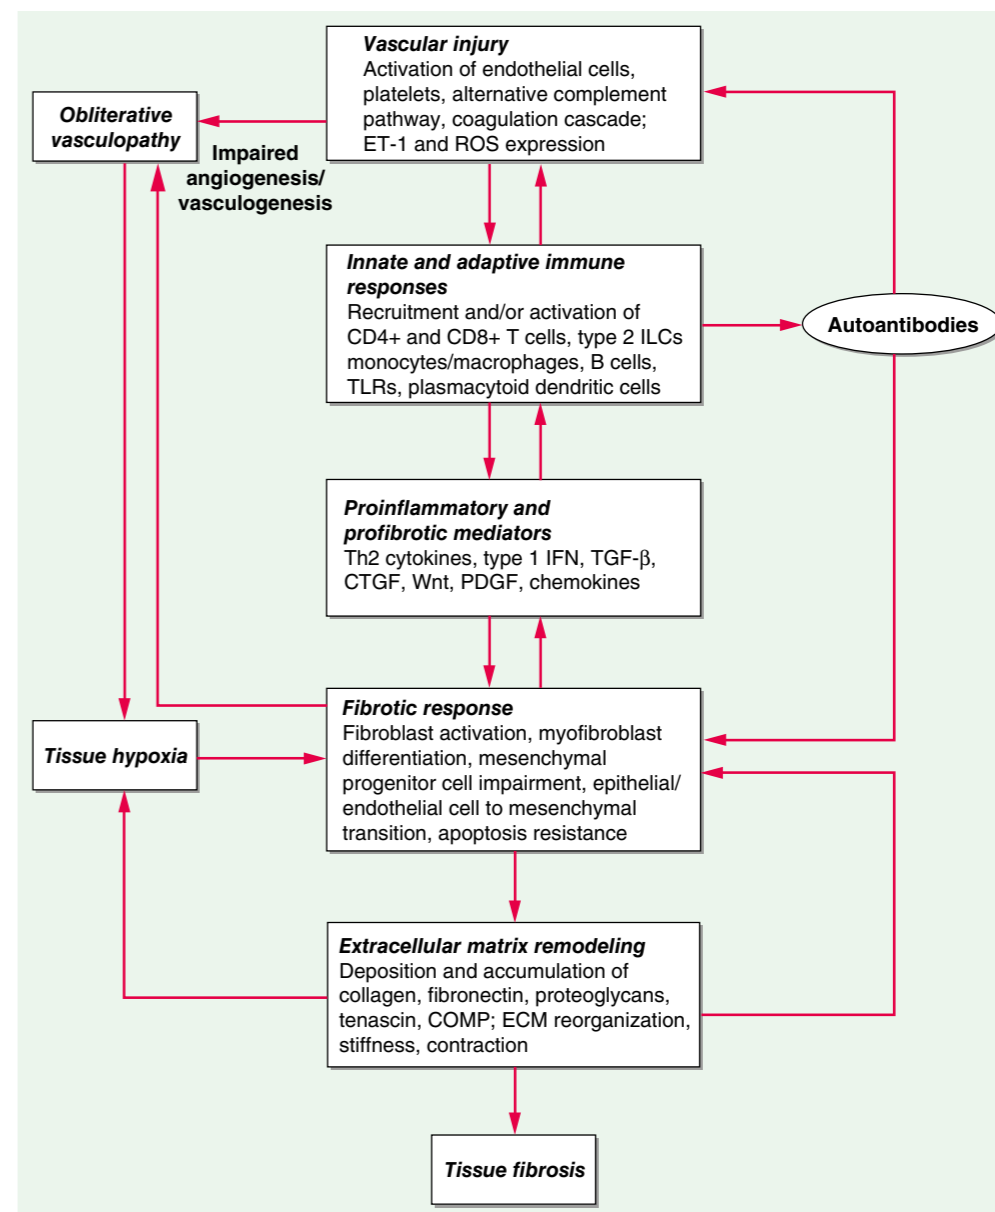 Vascular injury
Activation of endothelial cells,
platelets, alternative complement
pathway, coagulation cascade;
ET-1 and ROS expression
Obliterative
vasculopathy
Impaired
angiogenesis/
vasculogenesis
Innate and adaptive immune
responses
Recruitment and/or activation of
CD4+ and CD8+ T cells, type 2 ILCs
monocytes/macrophages, B cells,
TLRs, plasmacytoid dendritic cells
Autoantibodies
Proinflammatory and
profibrotic mediators
Th2 cytokines, type 1 IFN, TGF-β,
CTGF, Wnt, PDGF, chemokines
Fibrotic response
Fibroblast activation, myofibroblast
differentiation, mesenchymal
progenitor cell impairment, epithelial/
endothelial cell to mesenchymal
transition, apoptosis resistance
Tissue hypoxia
Extracellular matrix remodeling
Deposition and accumulation of
collagen, fibronectin, proteoglycans,
tenascin, COMP; ECM reorganization,
stiffness, contraction
Tissue fibrosis